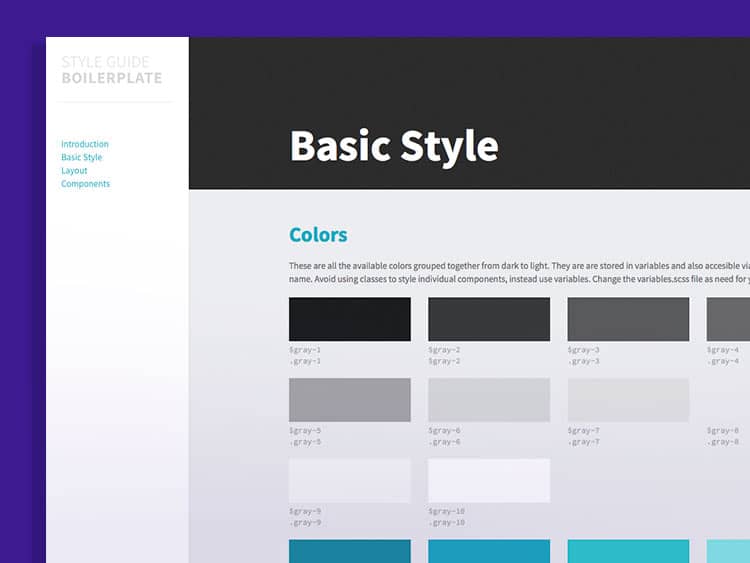 STYLE GUIDE
BOILERPLATE
Introduction
Basic Style
Layout
Components
Basic Style
Colors
These are all the available colors grouped together from dark to light. They are are stored in variables and also accesible via
name. Avoid using classes to style individual components, instead use variables. Change the variables.scss file as need for
$gray-1 $gray-2 $gray-3 $gray-4
.gray-1 $gray-2 .gray-3 .gray-4
$gray-5 $gray-6 $gray-7 $gray-8
.gray-5 .gray-6 .gray-7 .gray-8
$gray-9 $gray-10
.gray-9 .gray-10